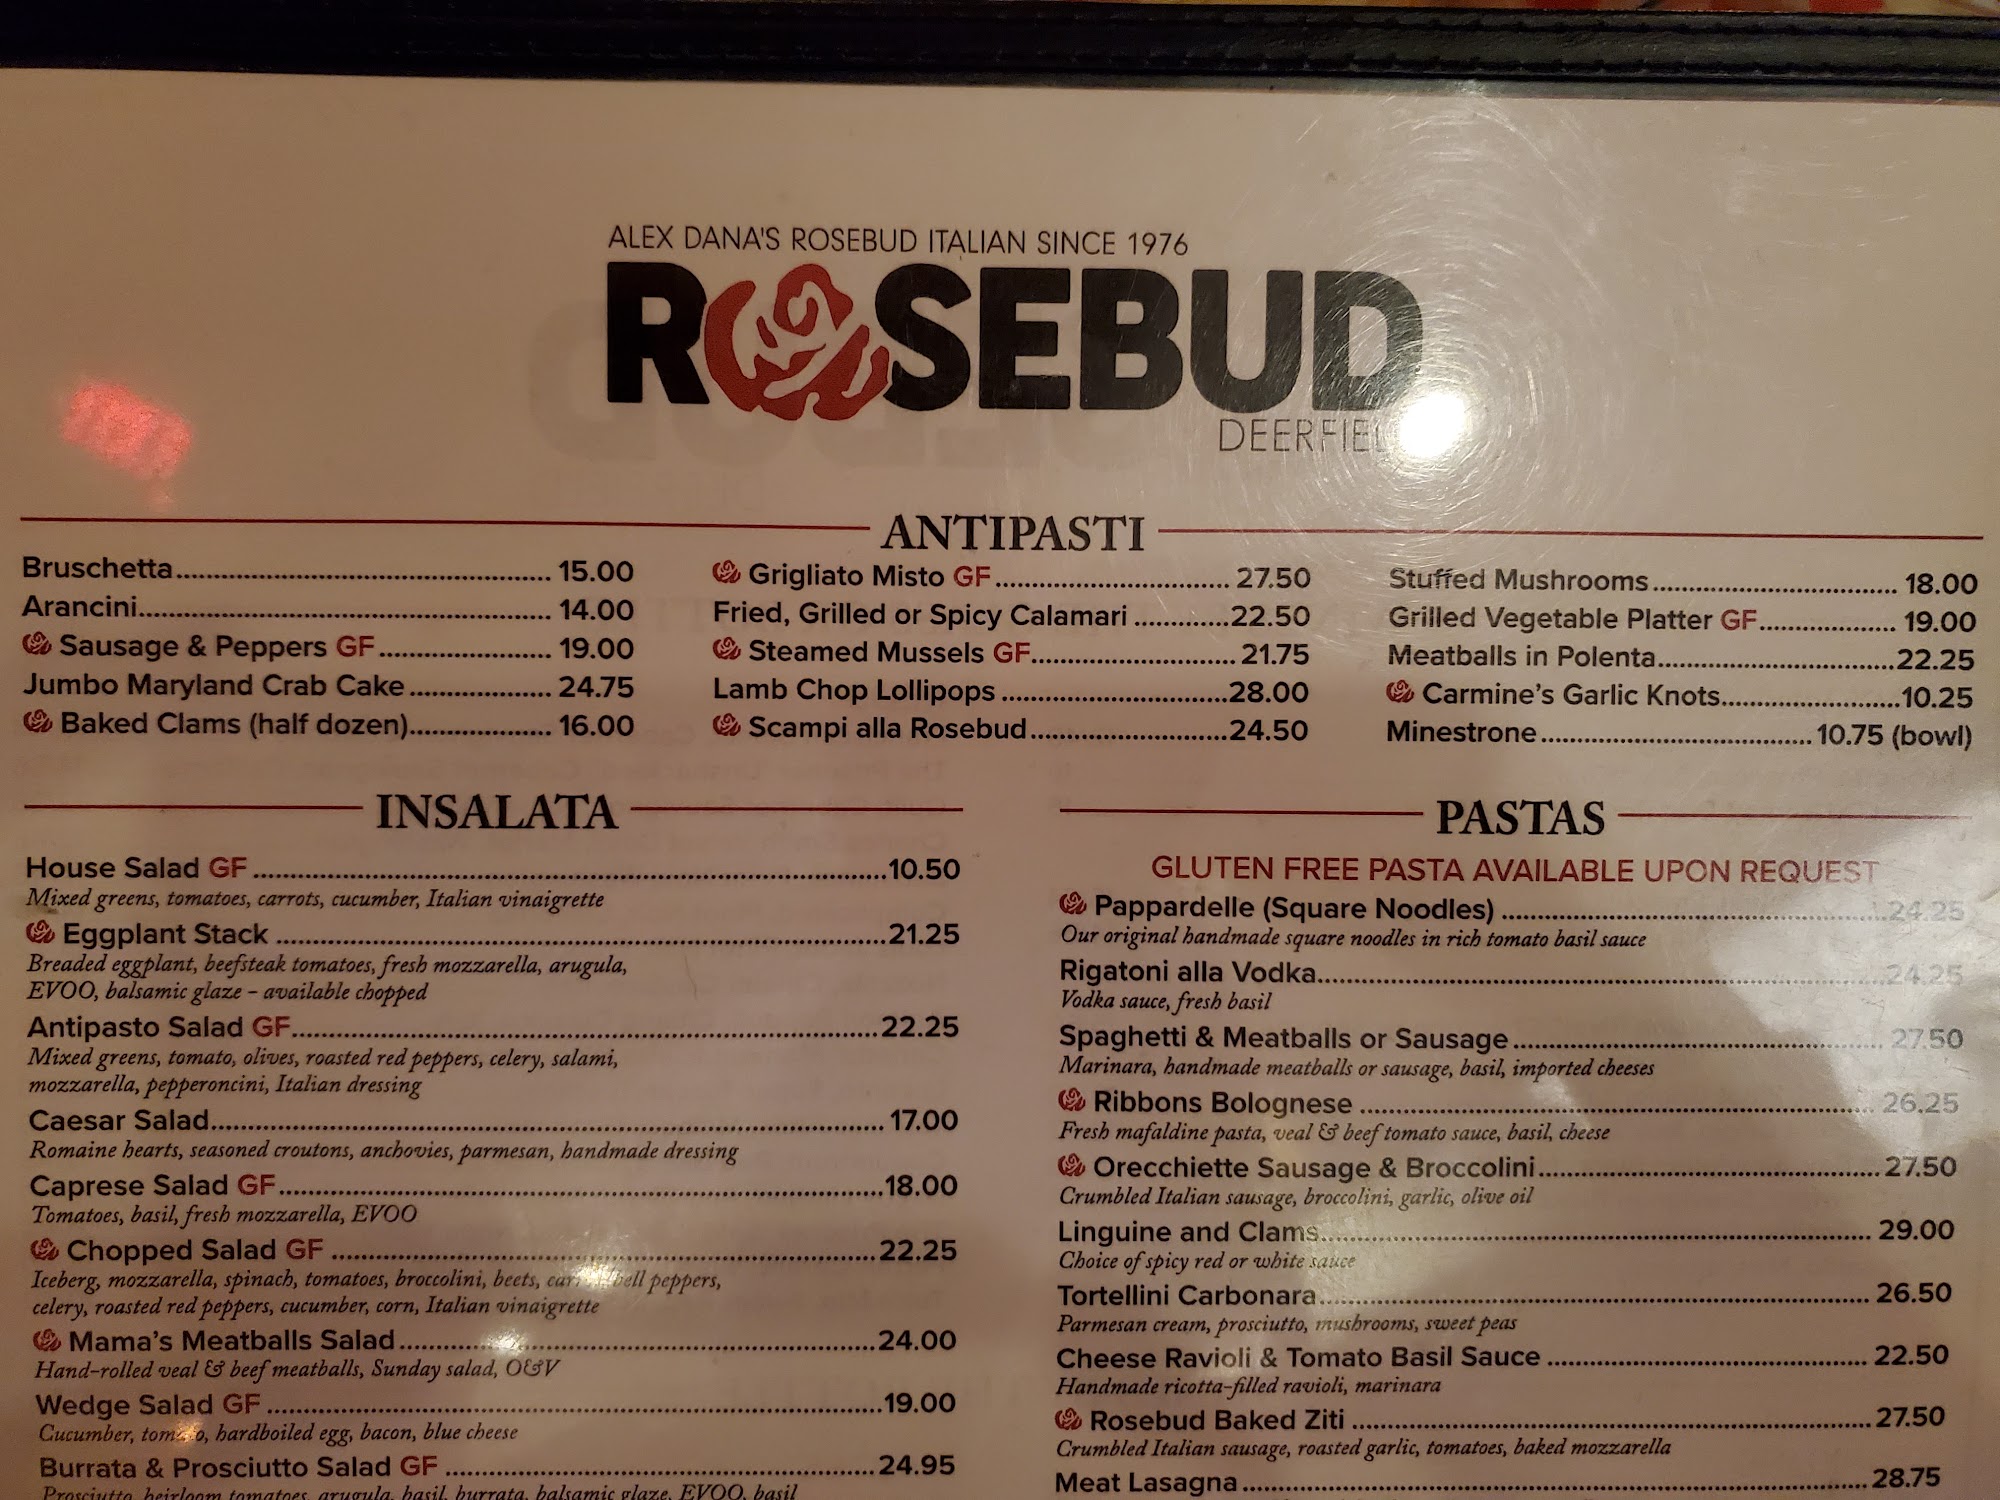 ALEX DANA'S ROSEBUD ITALIAN SINCE 1976
ROSEBUD
ANTIPASTI
Bruschetta 15.00
Arancini 14.00
Sausage & Peppers GF 19.00
Jumbo Maryland Crab Cake 24.75
Baked Clams (half dozen) 16.00
Grigliato Misto GF 27.50
Fried, Grilled or Spicy Calamari 22.50
Steamed Mussels GF 21.75
Lamb Chop Lollipops 28.00
Scampi alla Rosebud 24.50
Stuffed Mushrooms 18.00
Grilled Vegetable Platter GF 19.00
Meatballs in Polenta 22.25
Carmine's Garlic Knots 10.25
Minestrone 10.75 (bowl)
INSALATA
House Salad GF 10.50
Mixed greens, tomatoes, carrots, cucumber, Italian vinaigrette
Eggplant Stack 21.25
Breaded eggplant, beefsteak tomatoes, fresh mozzarella, arugula,
EVOO, balsamic glaze - available chopped
Antipasto Salad GF 22.25
Mixed greens, tomato, olives, roasted red peppers, celery, salami,
mozzarella, pepperoncini, Italian dressing
Caesar Salad 17.00
Romaine hearts, seasoned croutons, anchovies, parmesan, handmade dressing
Caprese Salad GF 18.00
Tomatoes, basil, fresh mozzarella, EVOO
Chopped Salad GF 22.25
Iceberg, mozzarella, spinach, tomatoes, broccolini, beets, bell peppers,
celery, roasted red peppers, cucumber, corn, Italian vinaigrette
Mama's Meatballs Salad 24.00
Hand-rolled veal & beef meatballs, Sunday salad, O&V
Wedge Salad GF 19.00
Cucumber, tomato, hardboiled egg, bacon, blue cheese
Burrata & Prosciutto Salad GF 24.95
Prosciutto, heirloom tomatoes, arugula, basil, burrata, balsamic glaze, EVOO, basil
PASTAS
GLUTEN FREE PASTA AVAILABLE UPON REQUEST
Pappardelle (Square Noodles) 24.25
Our original handmade square noodles in rich tomato basil sauce
Rigatoni alla Vodka 24.25
Vodka sauce, fresh basil
Spaghetti & Meatballs or Sausage 27.50
Marinara, handmade meatballs or sausage, basil, imported cheeses
Ribbons Bolognese 26.25
Fresh mafaldine pasta, veal & beef tomato sauce, basil, cheese
Orecchiette Sausage & Broccolini 27.50
Crumbled Italian sausage, broccolini, garlic, olive oil
Linguine and Clams 29.00
Choice of spicy red or white sauce
Tortellini Carbonara 26.50
Parmesan cream, prosciutto, mushrooms, sweet peas
Cheese Ravioli & Tomato Basil Sauce 22.50
Handmade ricotta-filled ravioli, marinara
Rosebud Baked Ziti 27.50
Crumbled Italian sausage, roasted garlic, tomatoes, baked mozzarella
Meat Lasagna 28.75